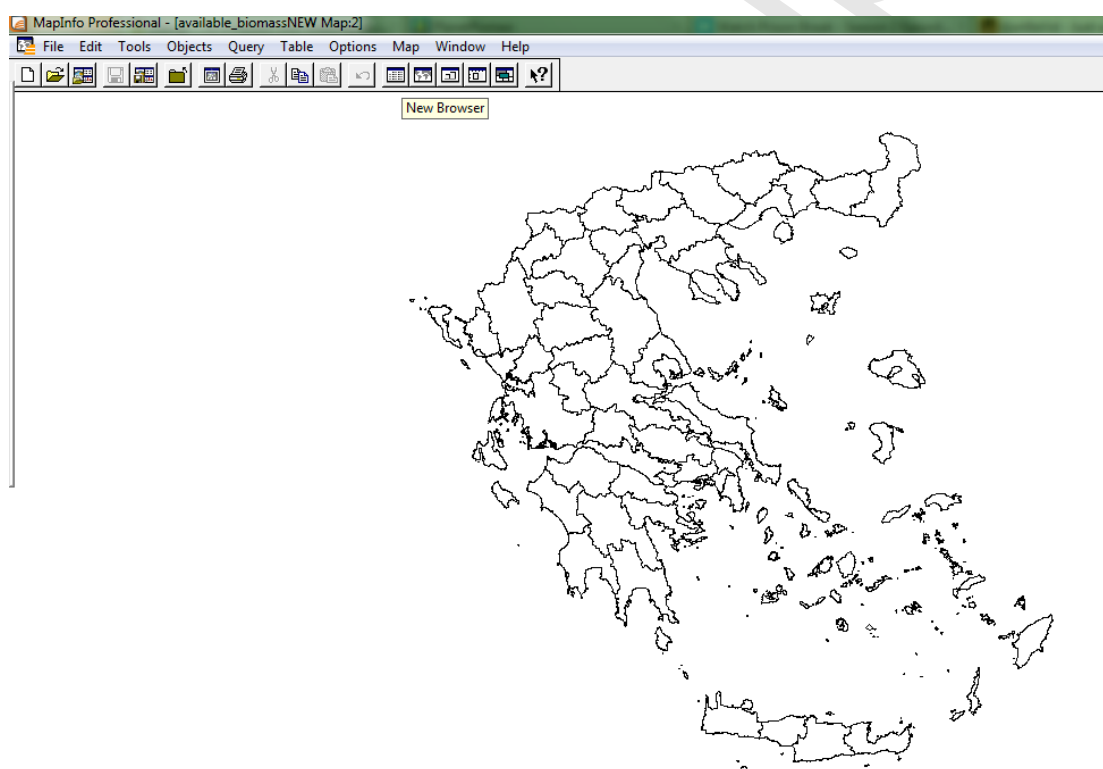 MapInfo Professional - [available_biomassNEW Map:2]
File Edit Tools Objects Query Table Options Map Window Help
New Browser